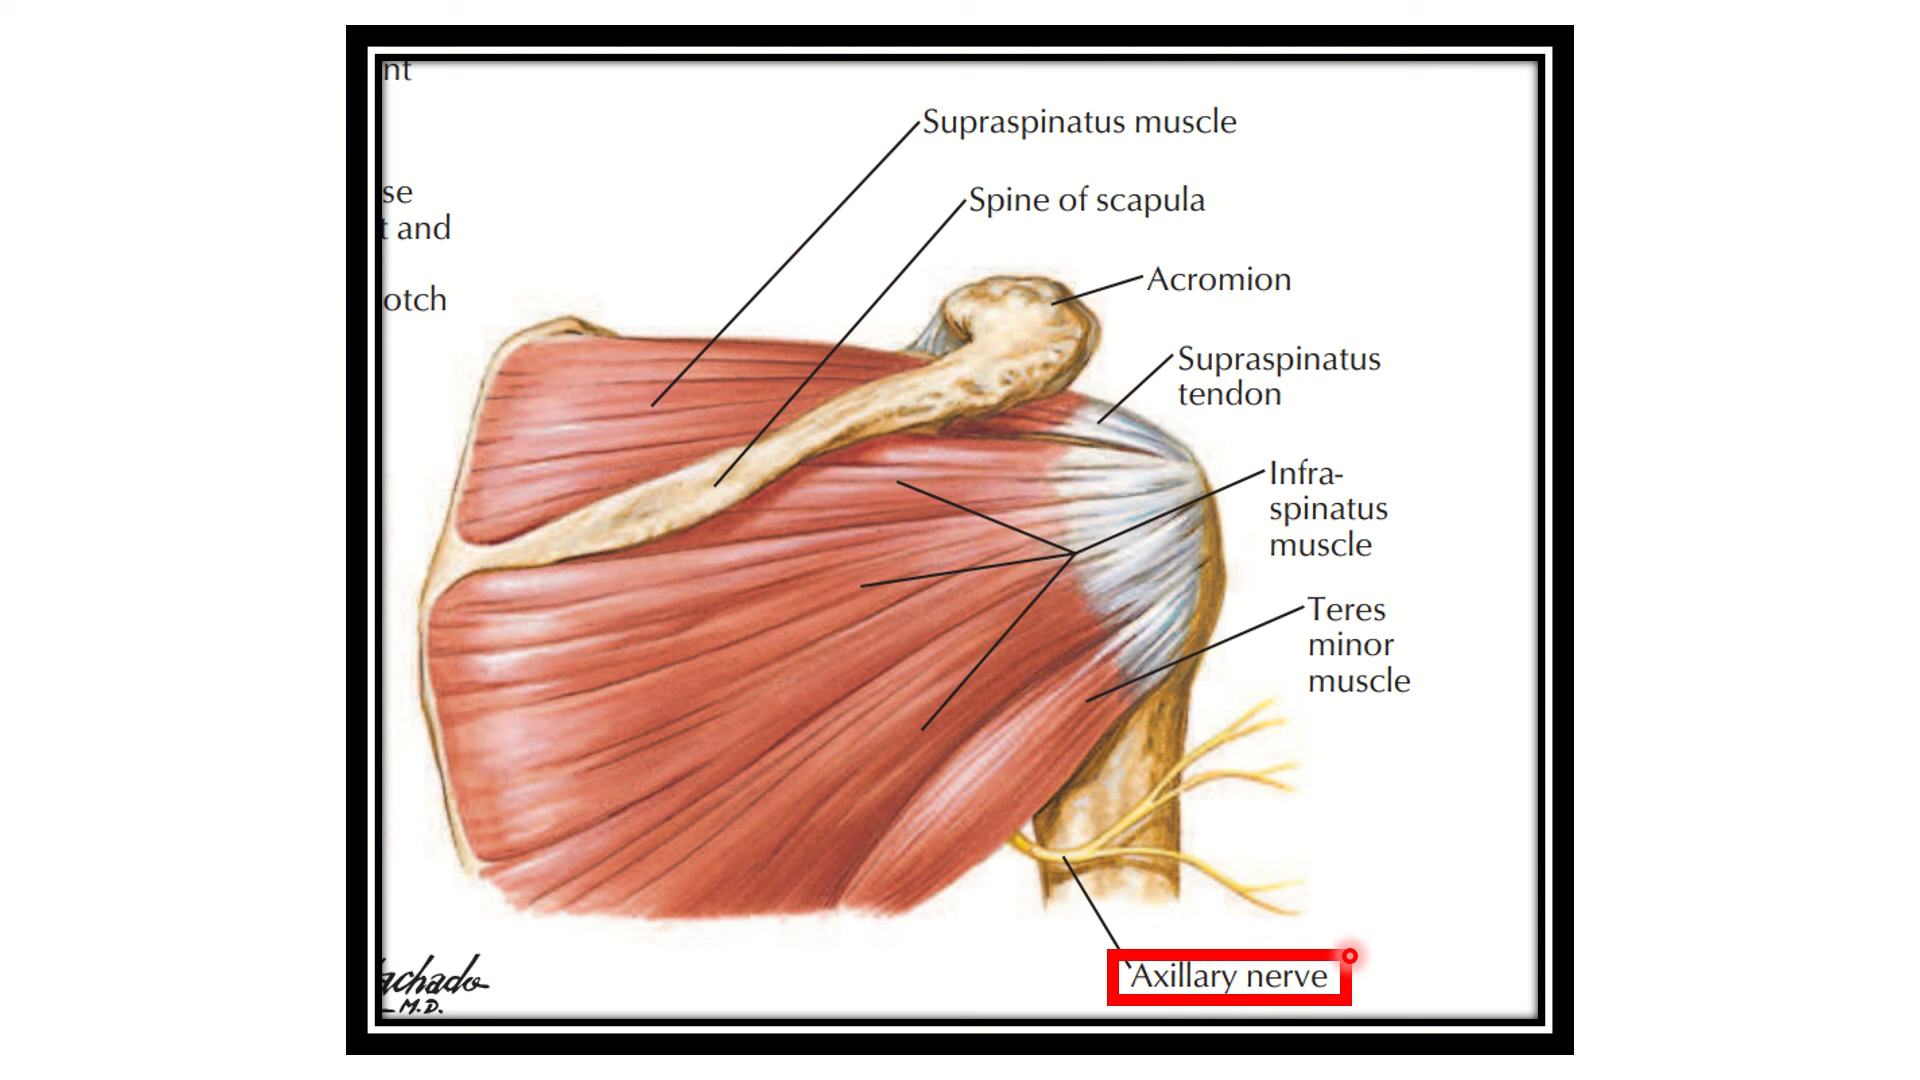 nt
Supraspinatus muscle
se
Spine of scapula
t and
Acromion
otch
Supraspinatus
tendon
Infra-
spinatus
muscle
Teres
minor
muscle
Axillary nerve
achado
M.D.